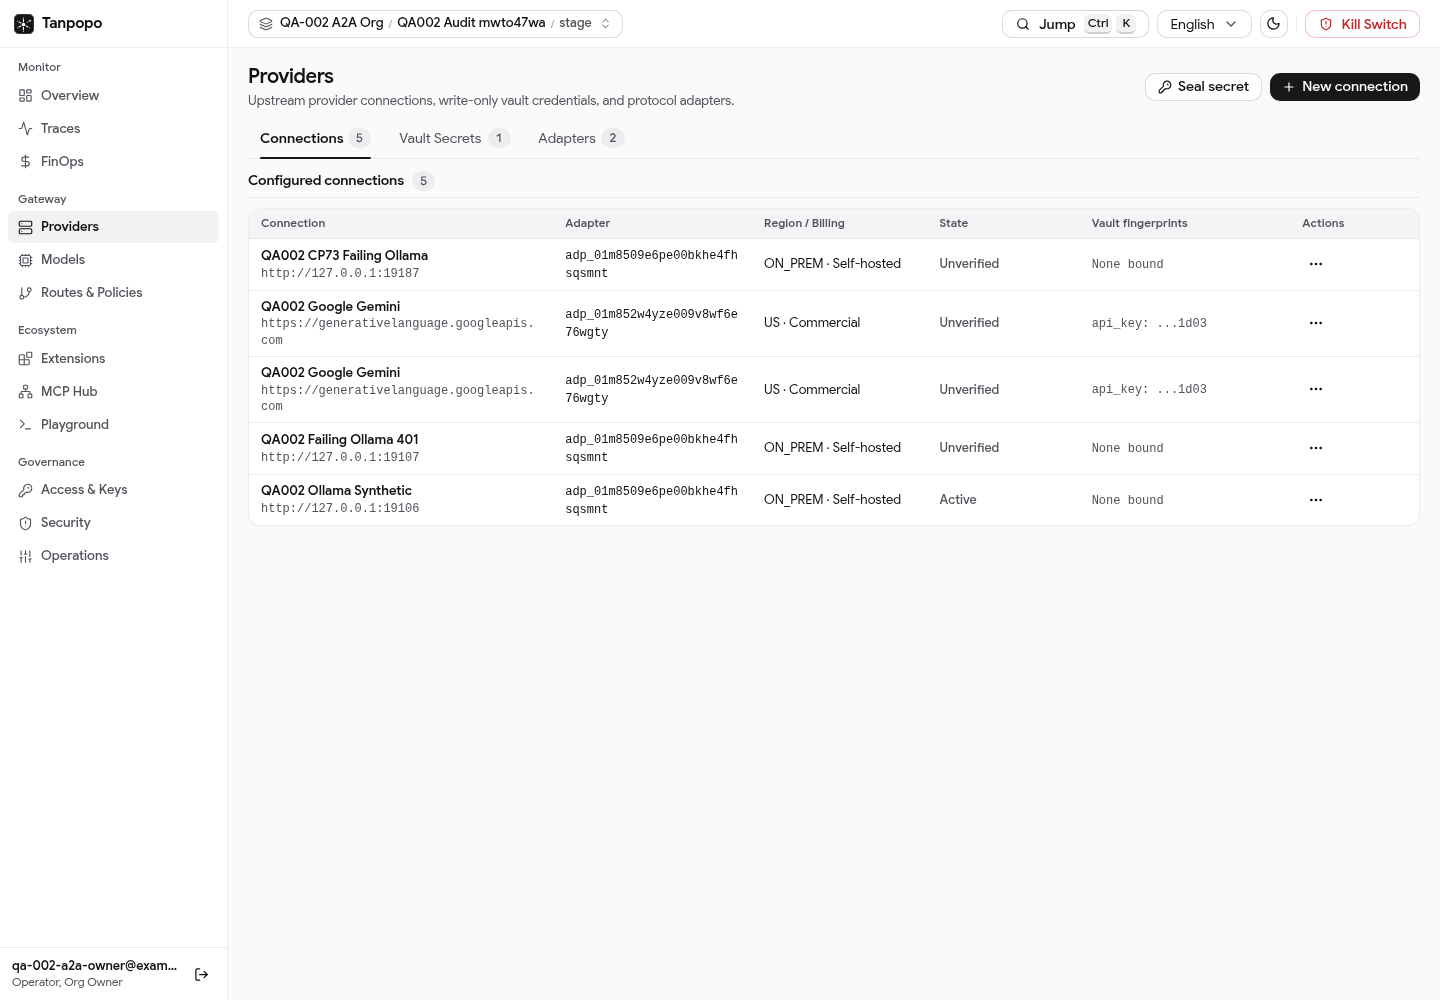 Tanpopo
QA-002 A2A Org / QA002 Audit mwto47wa / stage
Jump Ctrl K
English
Kill Switch
Monitor
Overview
Traces
FinOps
Gateway
Providers
Models
Routes & Policies
Ecosystem
Extensions
MCP Hub
Playground
Governance
Access & Keys
Security
Operations
qa-002-a2a-owner@exam...
Operator, Org Owner
Providers
Upstream provider connections, write-only vault credentials, and protocol adapters.
Seal secret
New connection
Connections 5
Vault Secrets 1
Adapters 2
Configured connections 5
Connection Adapter Region / Billing State Vault fingerprints Actions
QA002 CP73 Failing Ollama
http://127.0.0.1:19187
adp_01m8509e6pe00bkhe4fh
sqsmnt
ON_PREM · Self-hosted
Unverified
None bound
QA002 Google Gemini
https://generativelanguage.googleapis.
com
adp_01m852w4yze009v8wf6e
76wgty
US · Commercial
Unverified
api_key: ...1d03
QA002 Google Gemini
https://generativelanguage.googleapis.
com
adp_01m852w4yze009v8wf6e
76wgty
US · Commercial
Unverified
api_key: ...1d03
QA002 Failing Ollama 401
http://127.0.0.1:19107
adp_01m8509e6pe00bkhe4fh
sqsmnt
ON_PREM · Self-hosted
Unverified
None bound
QA002 Ollama Synthetic
http://127.0.0.1:19106
adp_01m8509e6pe00bkhe4fh
sqsmnt
ON_PREM · Self-hosted
Active
None bound